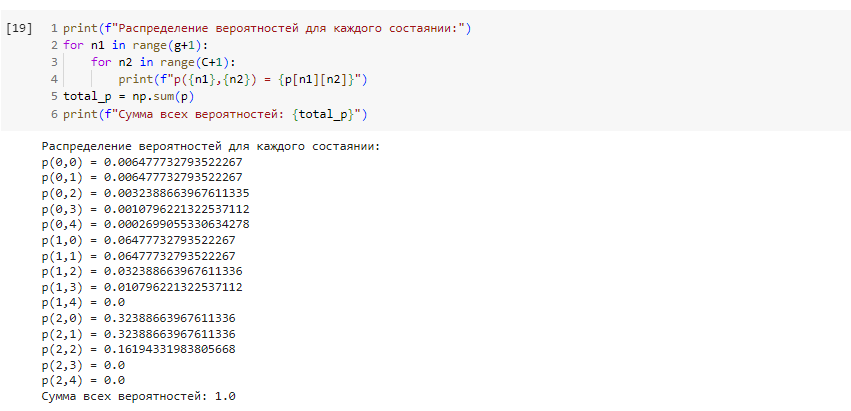 [19] 1 print(f"Распределение вероятностей для каждого состоянии:")
2 for n1 in range(g+1):
3 for n2 in range(C+1):
4 print(f"p({n1},{n2}) = {p[n1][n2]}")
5 total_p = np.sum(p)
6 print(f"Сумма всех вероятностей: {total_p}")
Распределение вероятностей для каждого состоянии:
p(0,0) = 0.006477732793522267
p(0,1) = 0.006477732793522267
p(0,2) = 0.0032388663967611335
p(0,3) = 0.0010796221322537112
p(0,4) = 0.0002699055330634278
p(1,0) = 0.06477732793522267
p(1,1) = 0.06477732793522267
p(1,2) = 0.032388663967611336
p(1,3) = 0.010796221322537112
p(1,4) = 0.0
p(2,0) = 0.32388663967611336
p(2,1) = 0.32388663967611336
p(2,2) = 0.16194331983805668
p(2,3) = 0.0
p(2,4) = 0.0
Сумма всех вероятностей: 1.0